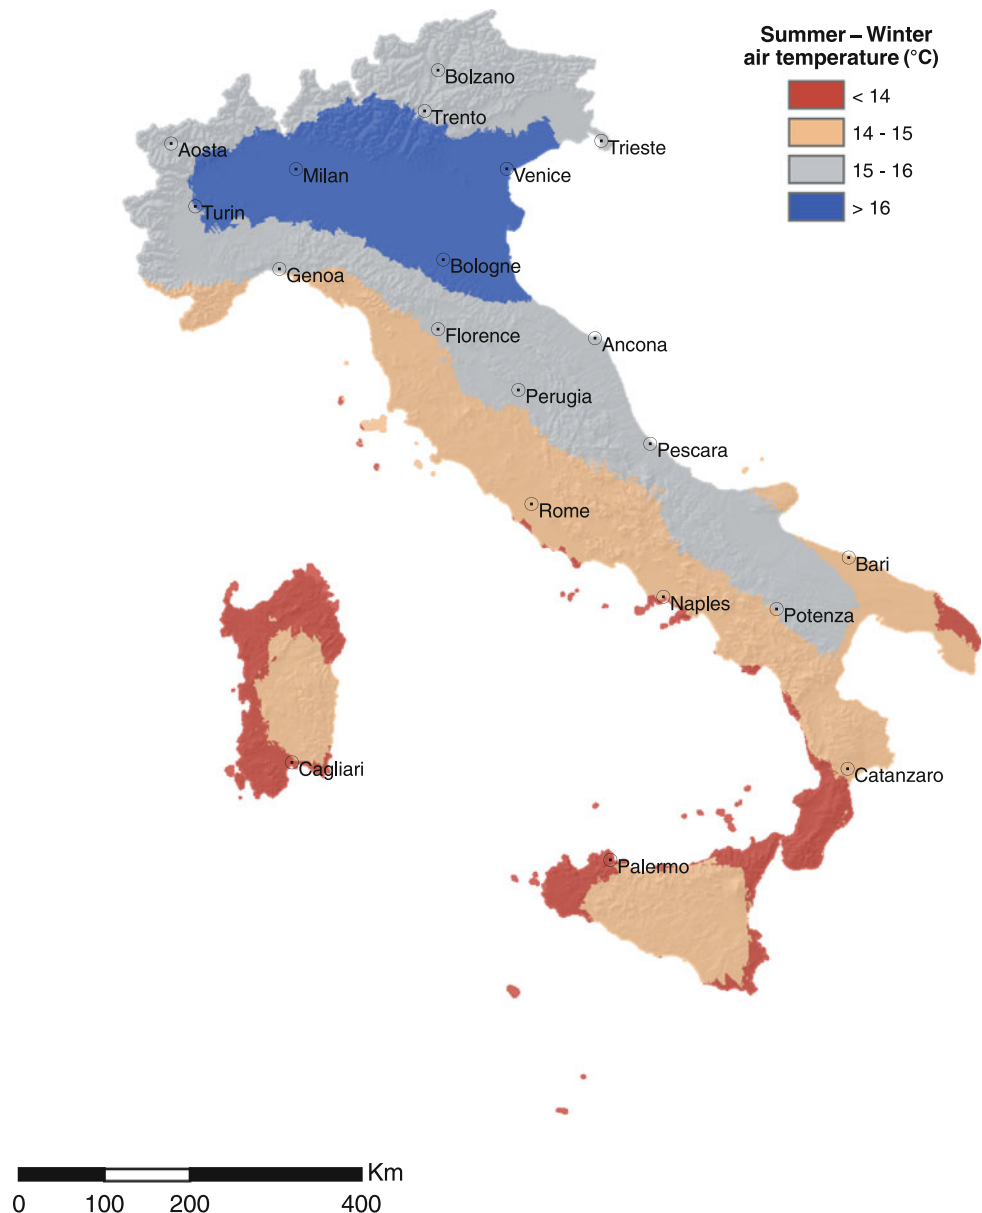 Summer – Winter
air temperature (°C)
< 14
14 - 15
15 - 16
> 16
Bolzano
Trento
Aosta
Trieste
Milan
Venice
Turin
Bologne
Genoa
Florence
Ancona
Perugia
Pescara
Rome
Bari
Naples
Potenza
Cagliari
Catanzaro
Palermo
Km
0 100 200 400